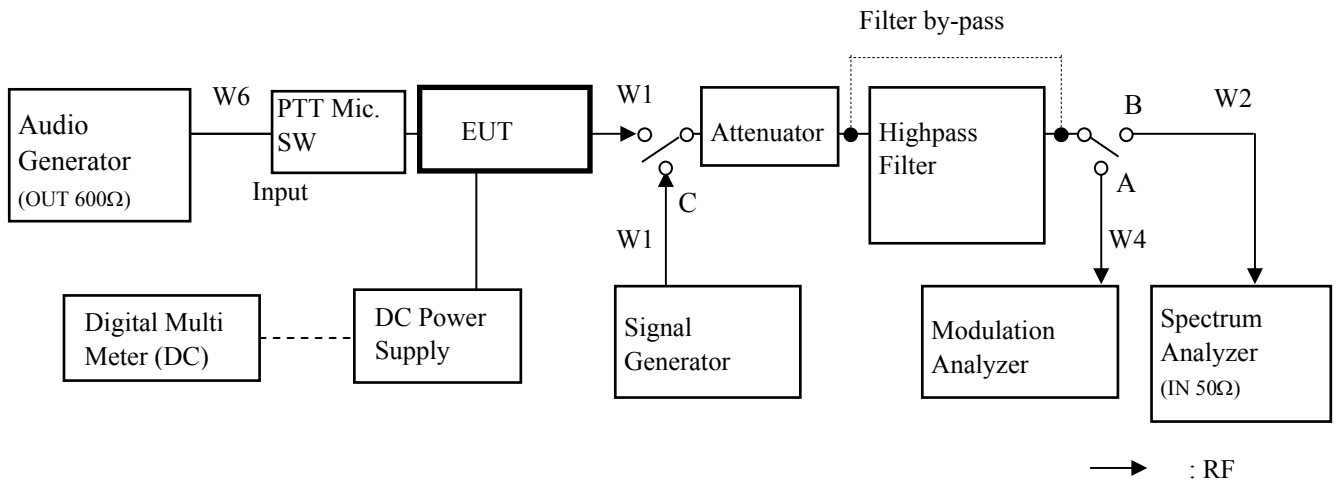 Filter by-pass
W6
W1
W2
B
Audio
Generator
(OUT 600Ω)
PTT Mic.
SW
EUT
Attenuator
Highpass
Filter
Input
C
A
W1
W4
Digital Multi
Meter (DC)
DC Power
Supply
Signal
Generator
Modulation
Analyzer
Spectrum
Analyzer
(IN 50Ω)
: RF